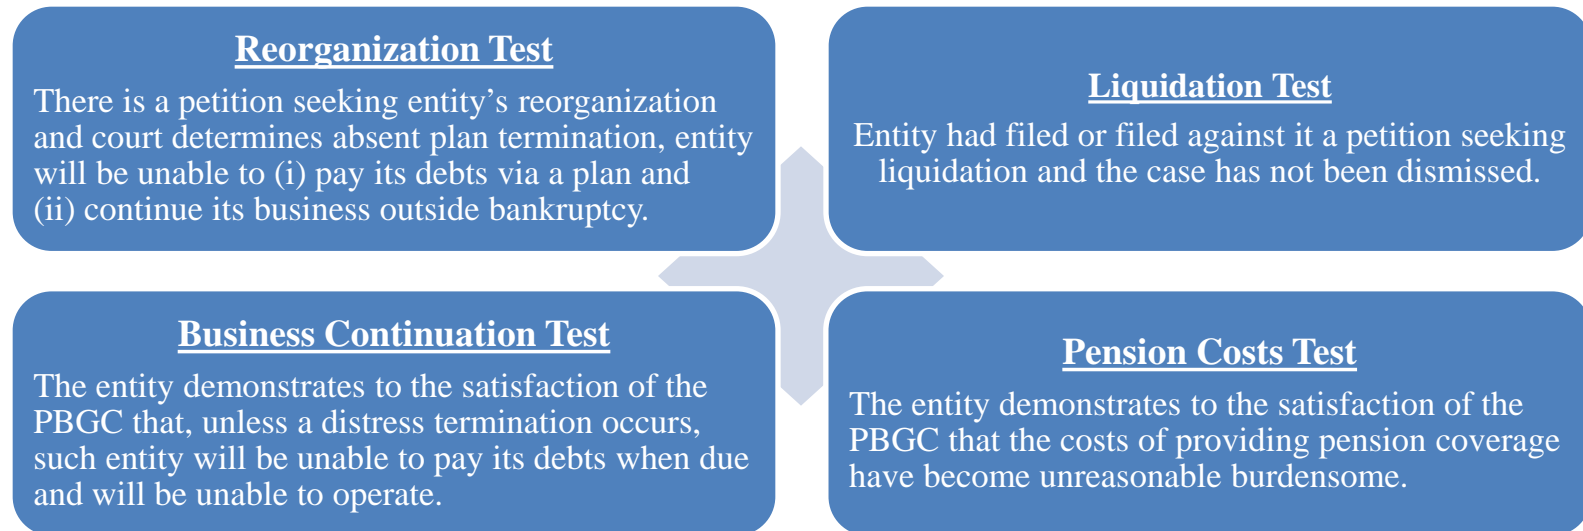 Reorganization Test
There is a petition seeking entity’s reorganization
and court determines absent plan termination, entity
will be unable to (i) pay its debts via a plan and
(ii) continue its business outside bankruptcy.
Liquidation Test
Entity had filed or filed against it a petition seeking
liquidation and the case has not been dismissed.
Business Continuation Test
The entity demonstrates to the satisfaction of the
PBGC that, unless a distress termination occurs,
such entity will be unable to pay its debts when due
and will be unable to operate.
Pension Costs Test
The entity demonstrates to the satisfaction of the
PBGC that the costs of providing pension coverage
have become unreasonable burdensome.